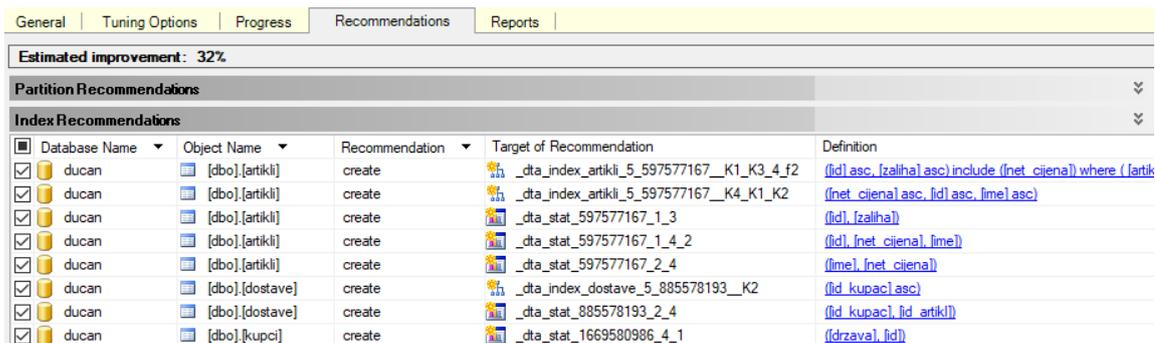 General Tuning Options Progress Recommendations Reports
Estimated improvement: 32%
Partition Recommendations
Index Recommendations
Database Name Object Name Recommendation Target of Recommendation Definition
ducan [dbo].[artikli] create _dta_index_artikli_5_597577167__K1_K3_4_f2 ([id] asc, [zaliha] asc) include ([net_cijena]) where ( [artik
ducan [dbo].[artikli] create _dta_index_artikli_5_597577167__K4_K1_K2 ([net_cijena] asc, [id] asc, [ime] asc)
ducan [dbo].[artikli] create _dta_stat_597577167_1_3 ([id], [zaliha])
ducan [dbo].[artikli] create _dta_stat_597577167_1_4_2 ([id], [net_cijena], [ime])
ducan [dbo].[artikli] create _dta_stat_597577167_2_4 ([ime], [net_cijena])
ducan [dbo].[dostave] create _dta_index_dostave_5_885578193__K2 ([id_kupac] asc)
ducan [dbo].[dostave] create _dta_stat_885578193_2_4 ([id_kupac], [id_artikl])
ducan [dbo].[kupci] create _dta_stat_1669580986_4_1 ([drzava], [id])